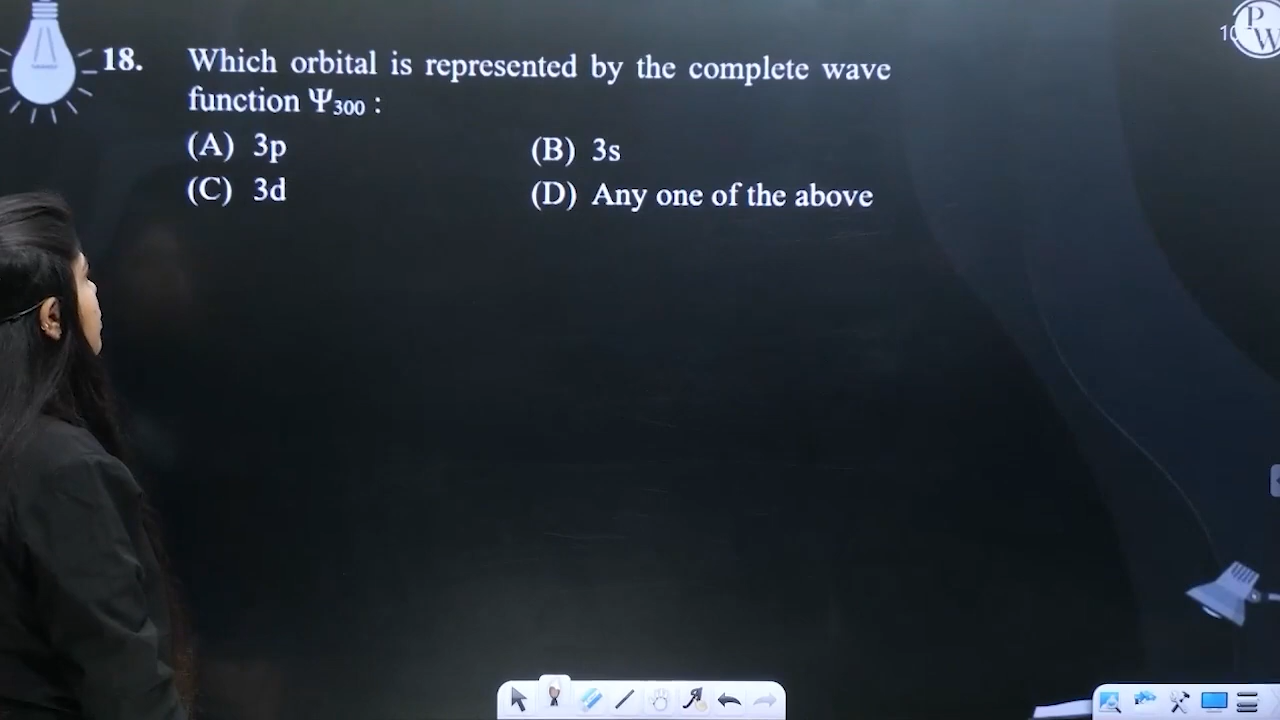 18. Which orbital is represented by the complete wave
function Ψ₃₀₀ :
(A) 3p (B) 3s
(C) 3d (D) Any one of the above
P
W